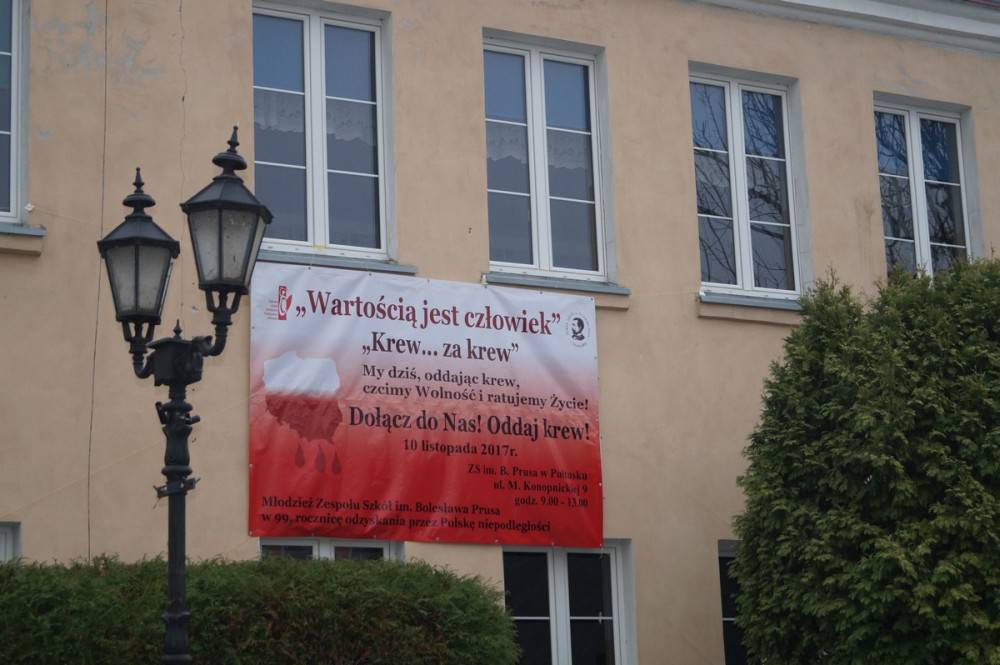 „Wartością jest człowiek”
„Krew... za krew”
My dziś, oddając krew,
czcimy Wolność i ratujemy Życie!
Dołącz do Nas! Oddaj krew!
10 listopada 2017r.
ZS im. B. Prusa w Pułtusku
ul. M. Konopnickiej 9
godz. 9.00 - 13.00
Młodzież Zespołu Szkół im. Bolesława Prusa
w 99. rocznicę odzyskania przez Polskę niepodległości